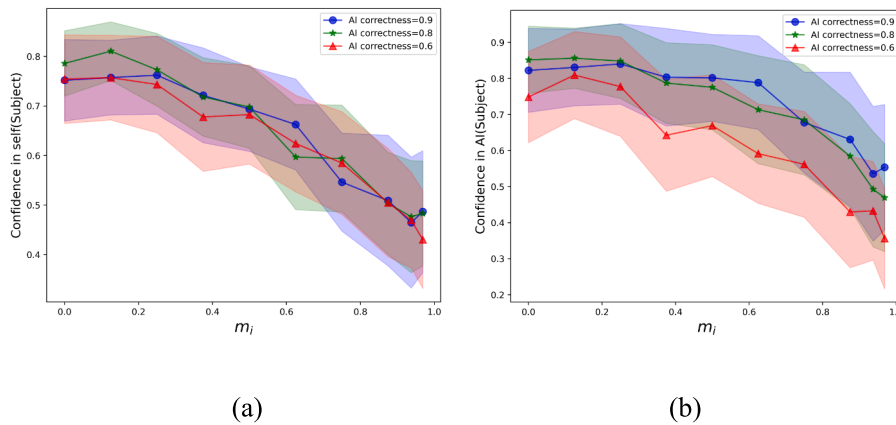 AI correctness=0.9
AI correctness=0.8
AI correctness=0.6
0.8
0.7
0.6
0.5
0.4
Confidence in self(Subject)
0.0 0.2 0.4 0.6 0.8 1.0
m_i
(a)
AI correctness=0.9
AI correctness=0.8
AI correctness=0.6
0.9
0.8
0.7
0.6
0.5
0.4
0.3
0.2
Confidence in AI(Subject)
0.0 0.2 0.4 0.6 0.8 1.
m_i
(b)